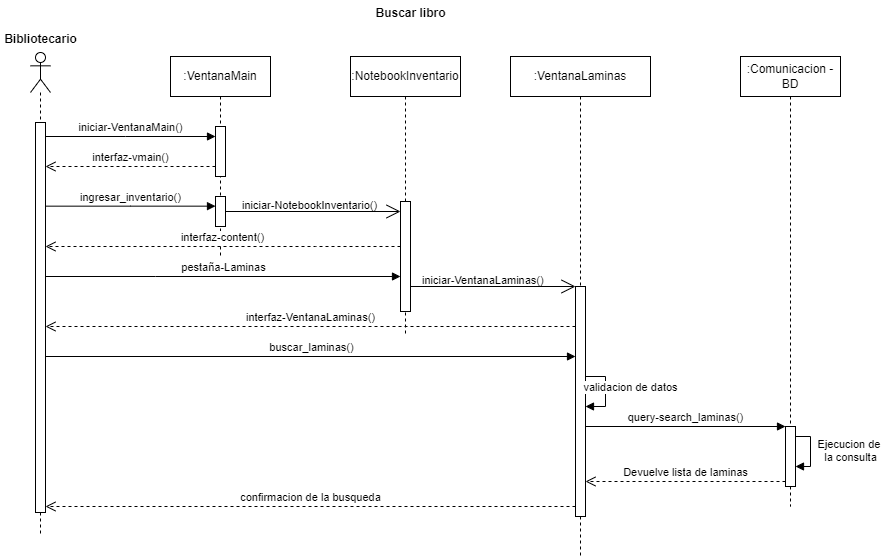 Buscar libro
Bibliotecario
:VentanaMain
:NotebookInventario
:VentanaLaminas
:Comunicacion -
BD
iniciar-VentanaMain()
interfaz-vmain()
ingresar_inventario()
iniciar-NotebookInventario()
interfaz-content()
pestaña-Laminas
iniciar-VentanaLaminas()
interfaz-VentanaLaminas()
buscar_laminas()
validacion de datos
query-search_laminas()
Ejecucion de
la consulta
Devuelve lista de laminas
confirmacion de la busqueda